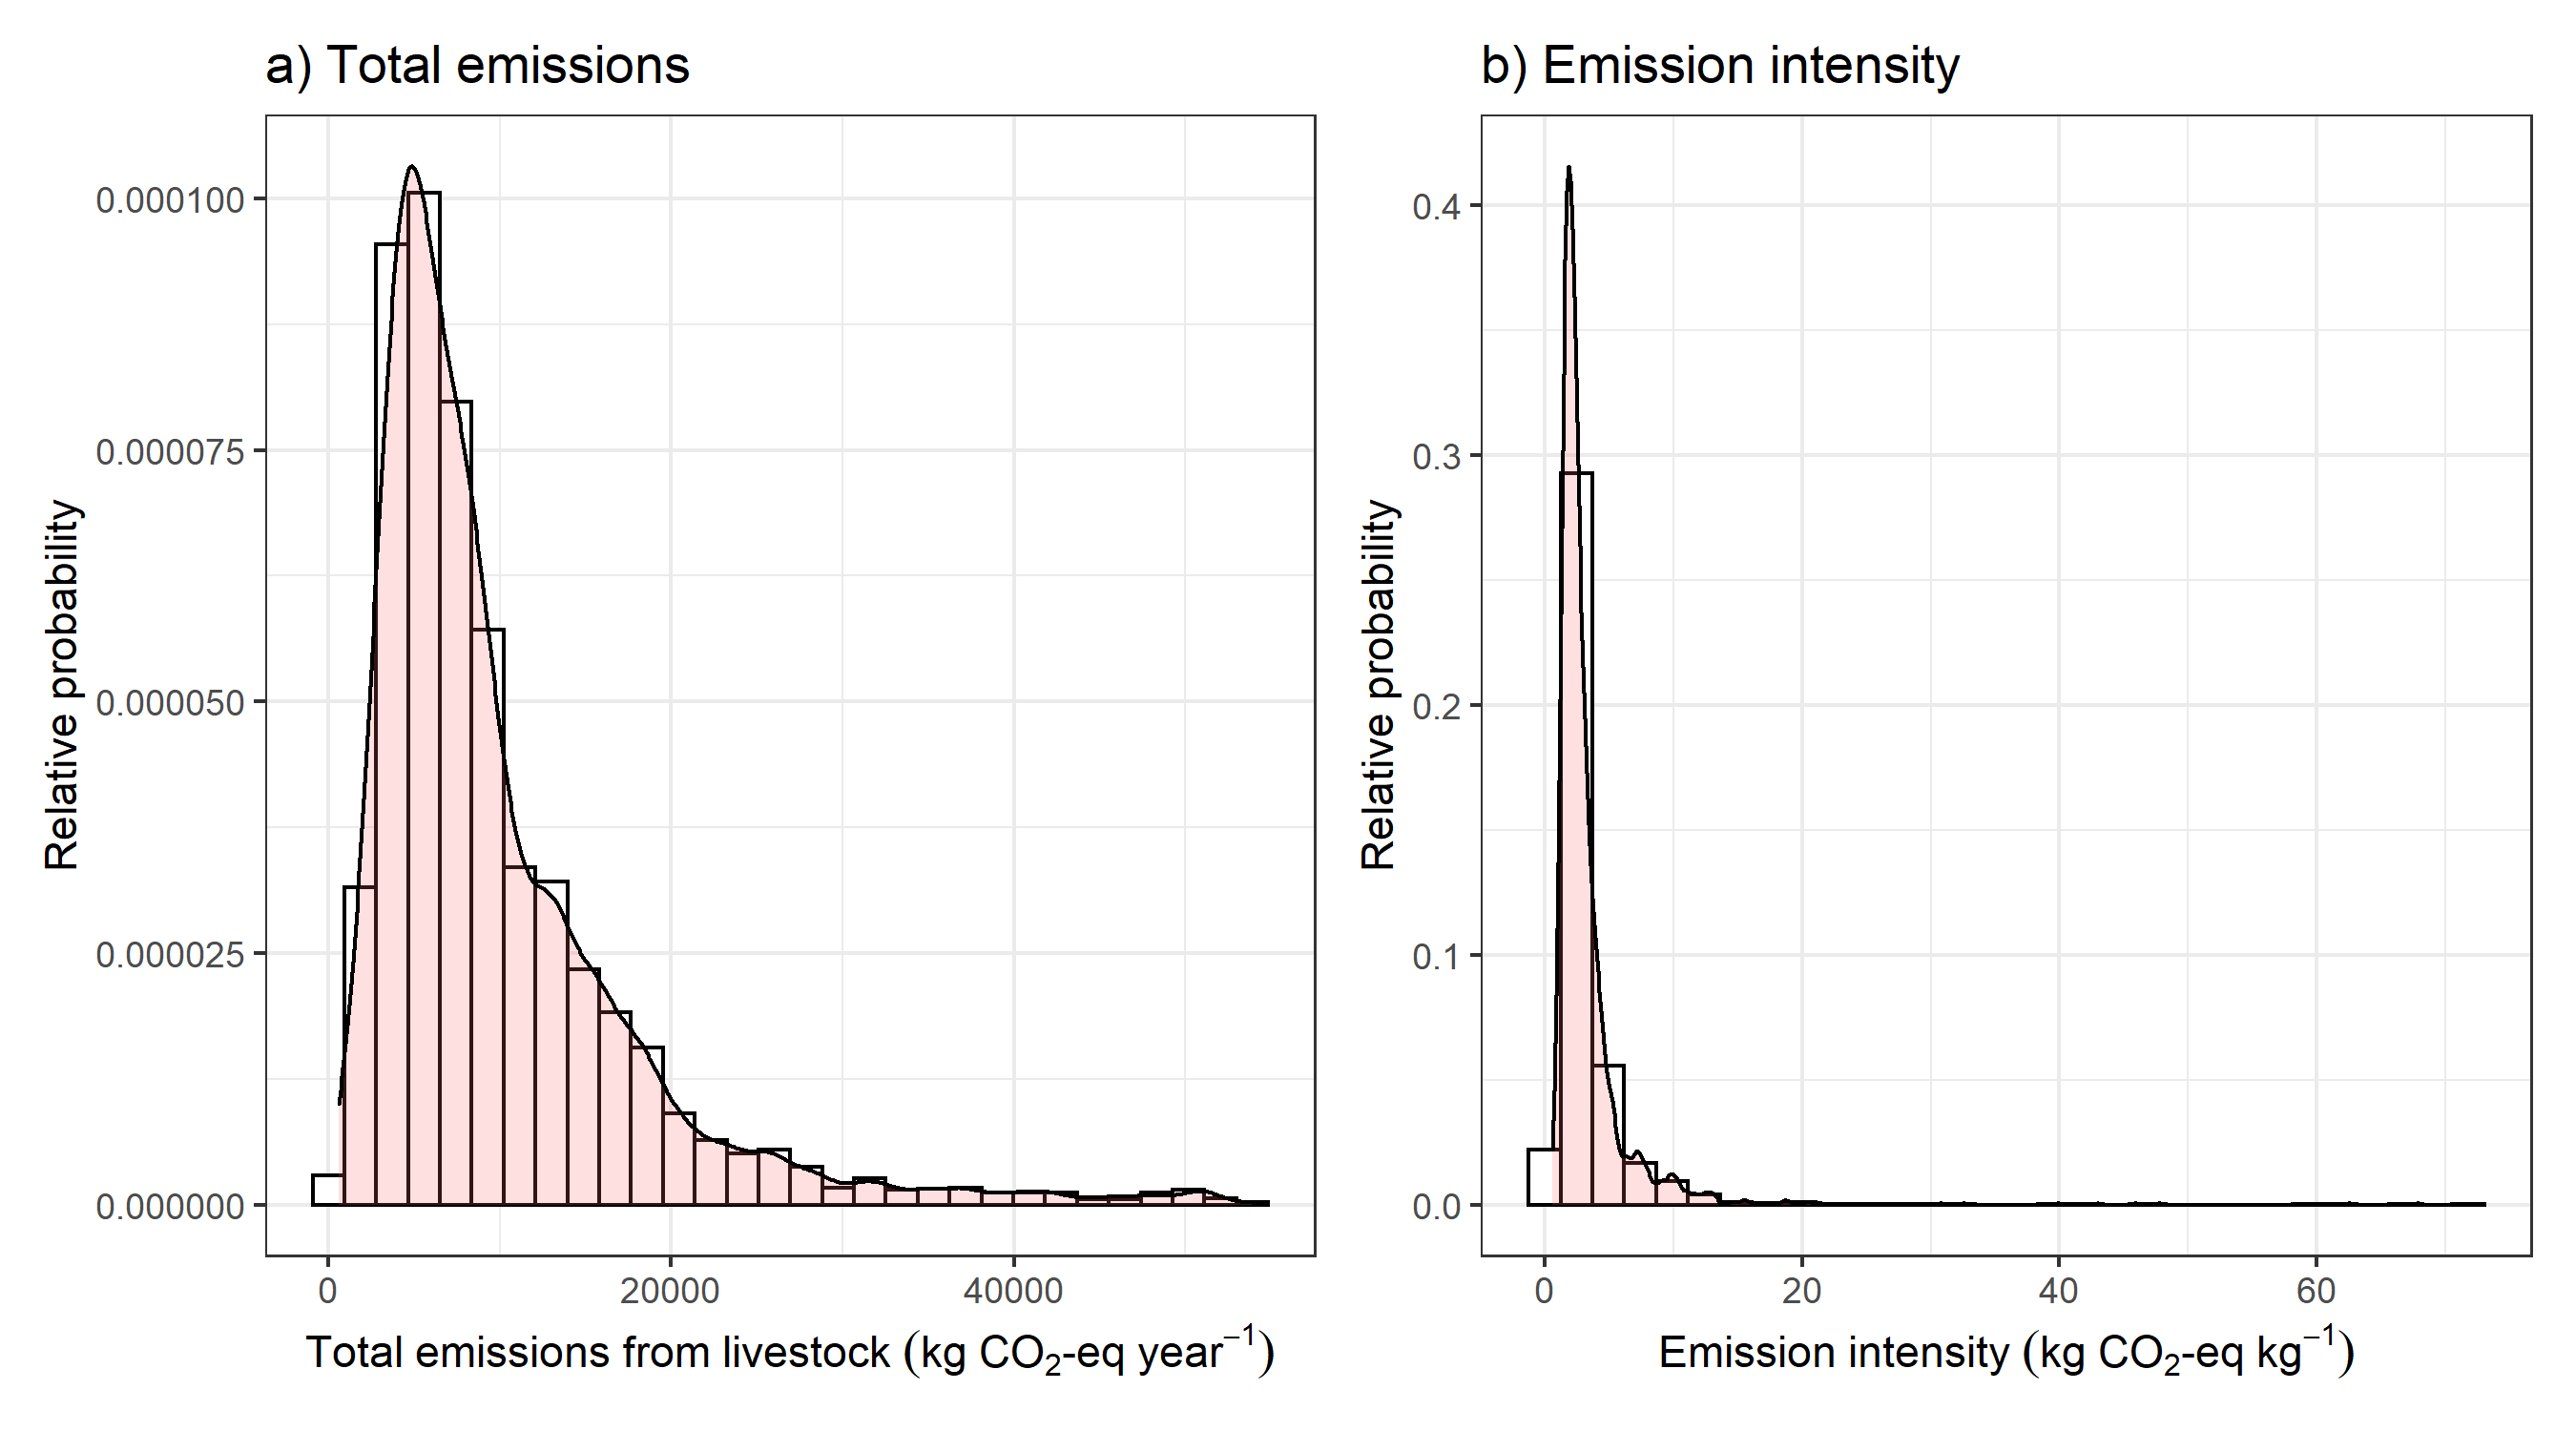 a) Total emissions
0.000100
0.000075
0.000050
0.000025
0.000000
Relative probability
0 20000 40000
Total emissions from livestock (kg CO₂-eq year⁻¹)
b) Emission intensity
0.4
0.3
0.2
0.1
0.0
Relative probability
0 20 40 60
Emission intensity (kg CO₂-eq kg⁻¹)